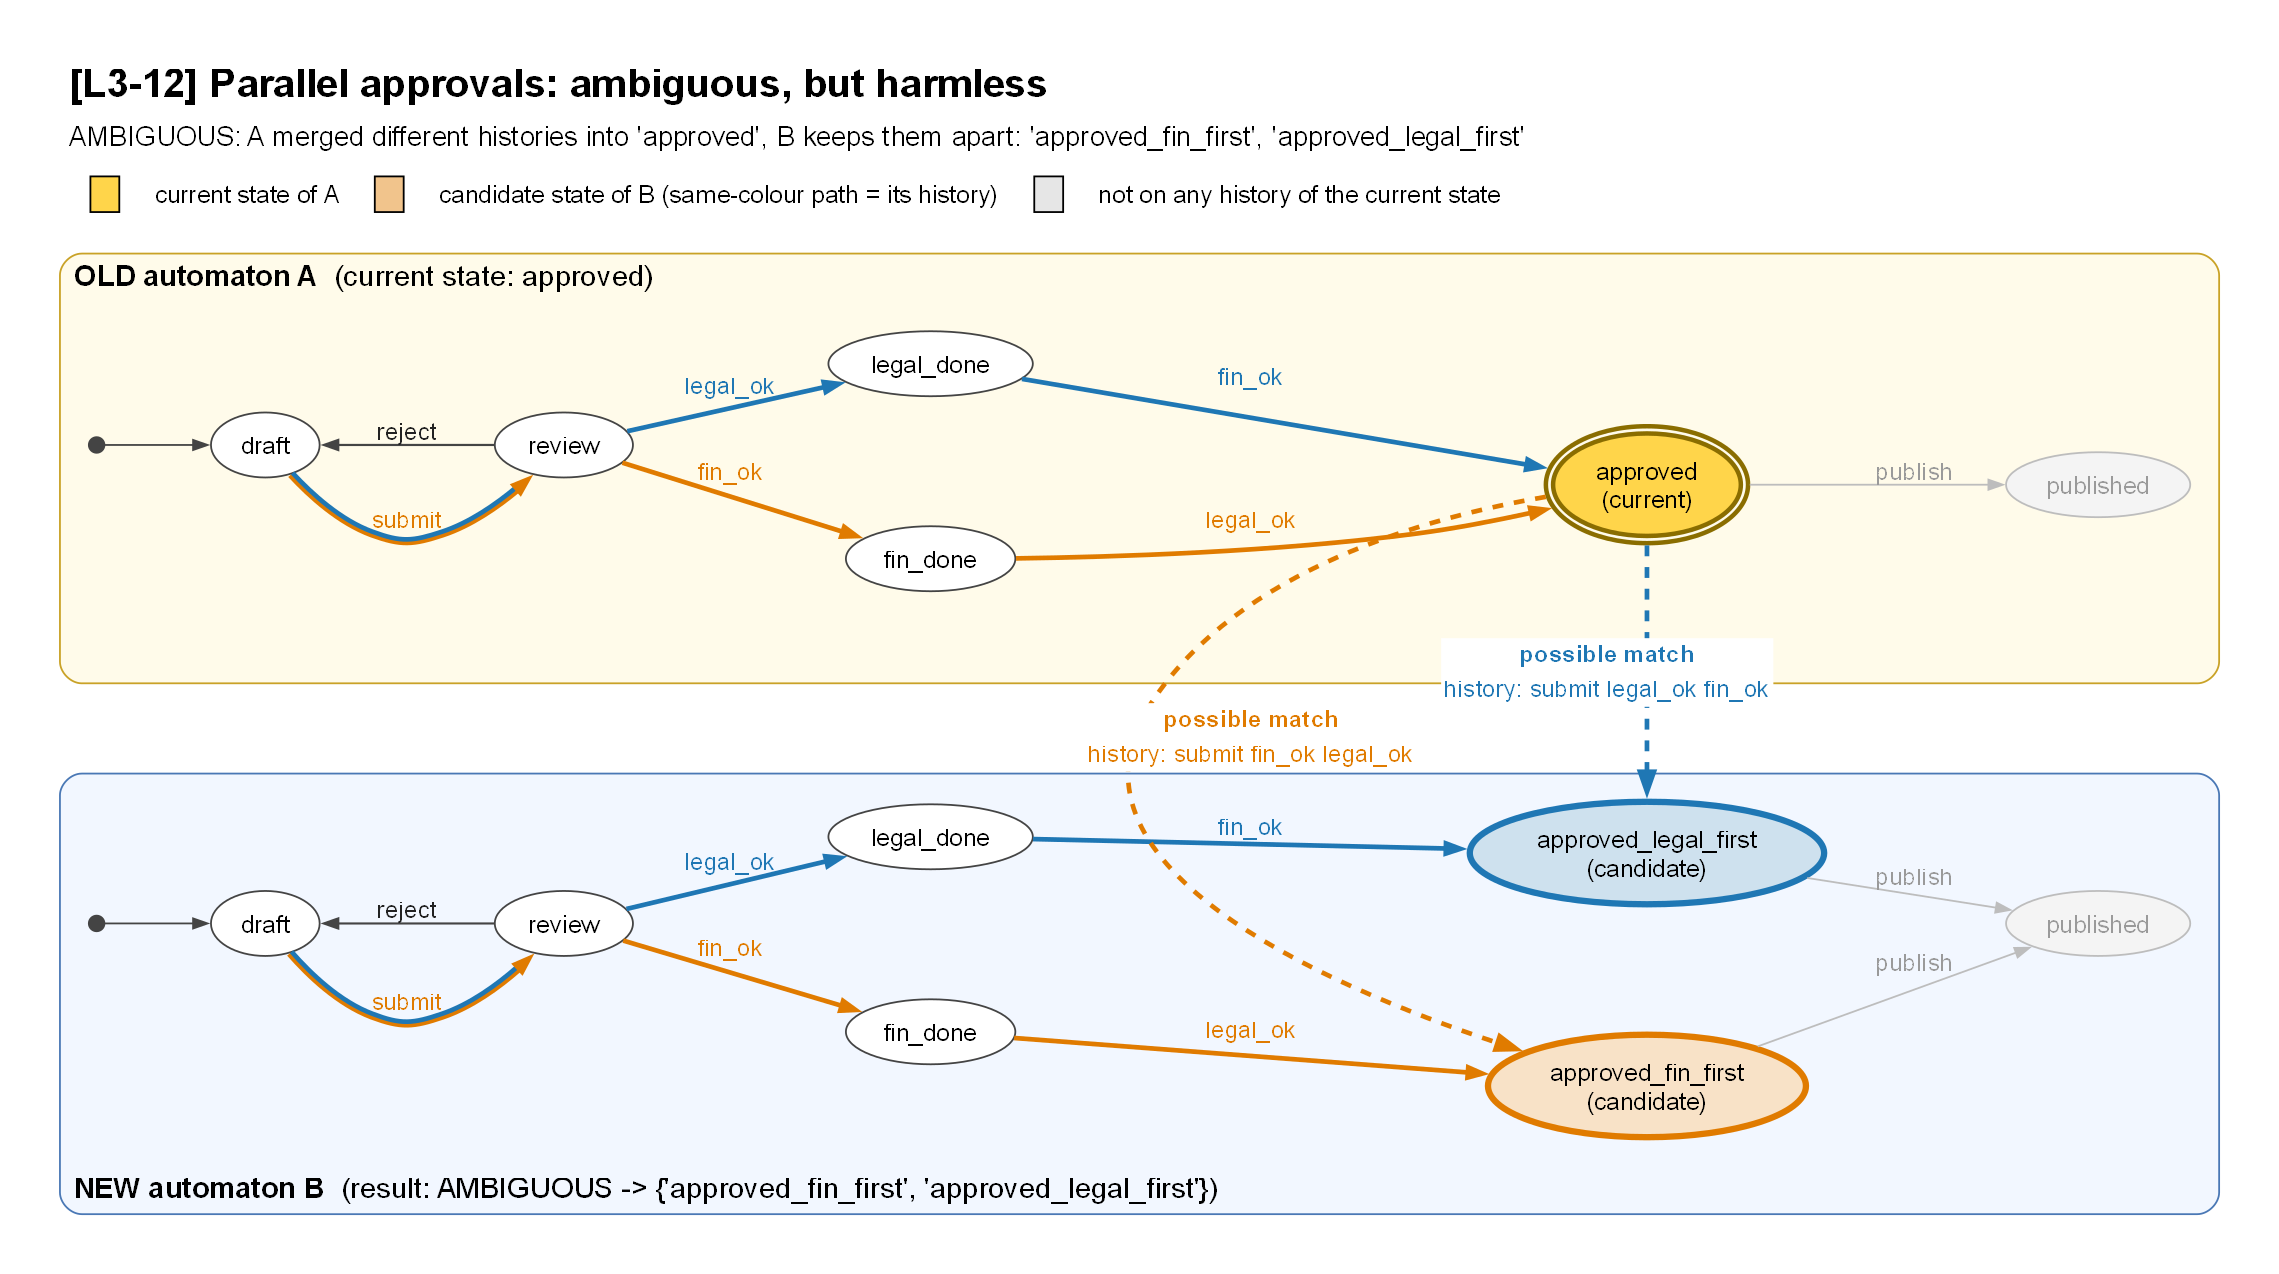 [L3-12] Parallel approvals: ambiguous, but harmless
AMBIGUOUS: A merged different histories into 'approved', B keeps them apart: 'approved_fin_first', 'approved_legal_first'
current state of A
candidate state of B (same-colour path = its history)
not on any history of the current state
OLD automaton A (current state: approved)
legal_done
legal_ok
fin_ok
draft
reject
review
submit
fin_ok
fin_done
legal_ok
approved
(current)
publish
published
possible match
history: submit legal_ok fin_ok
possible match
history: submit fin_ok legal_ok
legal_done
legal_ok
fin_ok
approved_legal_first
(candidate)
publish
draft
reject
review
submit
fin_ok
fin_done
legal_ok
publish
published
approved_fin_first
(candidate)
NEW automaton B (result: AMBIGUOUS -> {'approved_fin_first', 'approved_legal_first'})